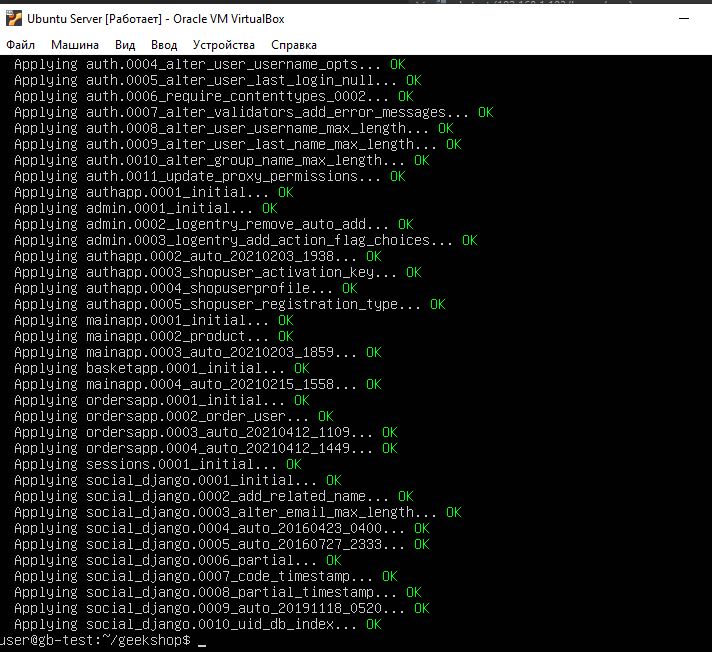 Ubuntu Server [Работает] - Oracle VM VirtualBox
Файл Машина Вид Ввод Устройства Справка
Applying auth.0004_alter_user_username_opts... OK
Applying auth.0005_alter_user_last_login_null... OK
Applying auth.0006_require_contenttypes_0002... OK
Applying auth.0007_alter_validators_add_error_messages... OK
Applying auth.0008_alter_user_username_max_length... OK
Applying auth.0009_alter_user_last_name_max_length... OK
Applying auth.0010_alter_group_name_max_length... OK
Applying auth.0011_update_proxy_permissions... OK
Applying authapp.0001_initial... OK
Applying admin.0001_initial... OK
Applying admin.0002_logentry_remove_auto_add... OK
Applying admin.0003_logentry_add_action_flag_choices... OK
Applying authapp.0002_auto_20210203_1938... OK
Applying authapp.0003_shopuser_activation_key... OK
Applying authapp.0004_shopuserprofile... OK
Applying authapp.0005_shopuser_registration_type... OK
Applying mainapp.0001_initial... OK
Applying mainapp.0002_product... OK
Applying mainapp.0003_auto_20210203_1859... OK
Applying basketapp.0001_initial... OK
Applying mainapp.0004_auto_20210215_1558... OK
Applying ordersapp.0001_initial... OK
Applying ordersapp.0002_order_user... OK
Applying ordersapp.0003_auto_20210412_1109... OK
Applying ordersapp.0004_auto_20210412_1449... OK
Applying sessions.0001_initial... OK
Applying social_django.0001_initial... OK
Applying social_django.0002_add_related_name... OK
Applying social_django.0003_alter_email_max_length... OK
Applying social_django.0004_auto_20160423_0400... OK
Applying social_django.0005_auto_20160727_2333... OK
Applying social_django.0006_partial... OK
Applying social_django.0007_code_timestamp... OK
Applying social_django.0008_partial_timestamp... OK
Applying social_django.0009_auto_20191118_0520... OK
Applying social_django.0010_uid_db_index... OK
user@gb-test:~/geekshop$ _